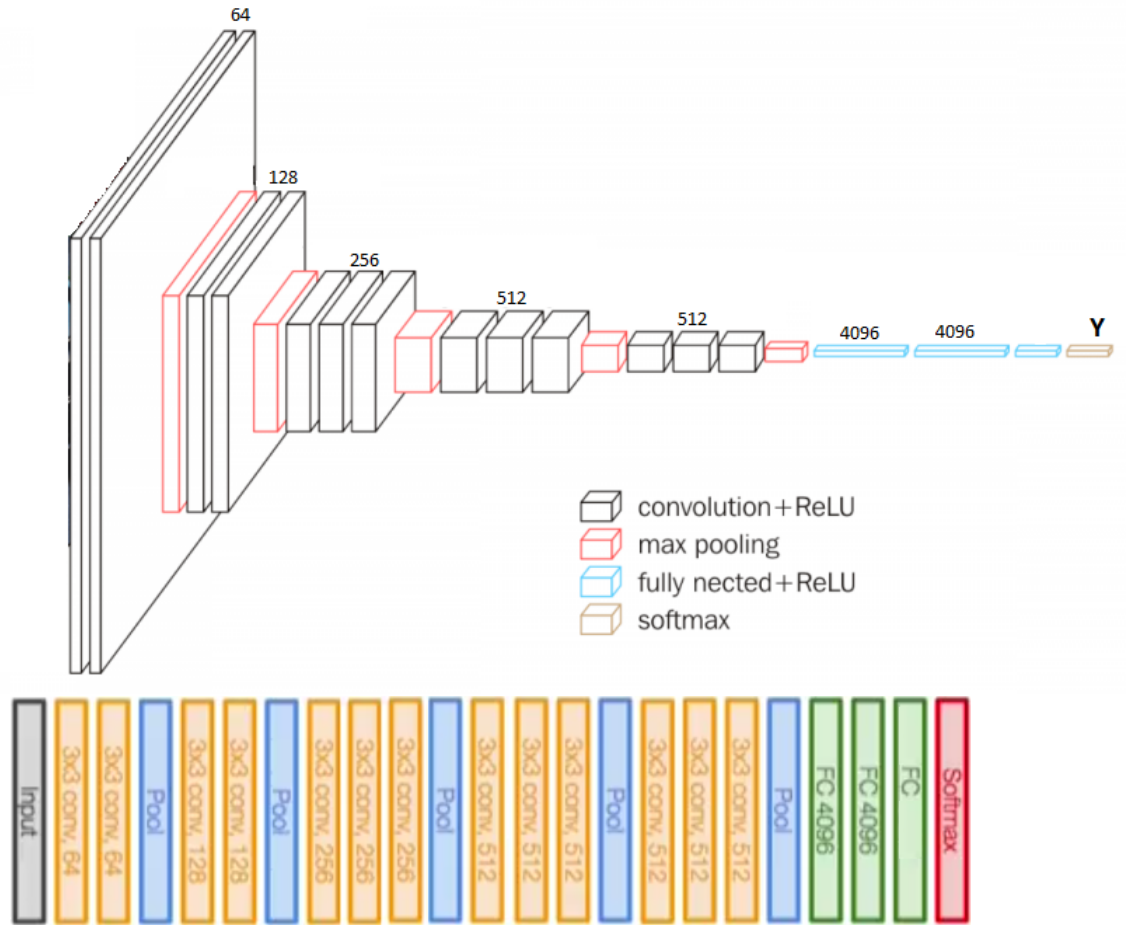 64
128
256
512
512
4096
4096
Y
convolution+ReLU
max pooling
fully nected+ReLU
softmax
Input
3x3 conv, 64
3x3 conv, 64
Pool
3x3 conv, 128
3x3 conv, 128
Pool
3x3 conv, 256
3x3 conv, 256
3x3 conv, 256
Pool
3x3 conv, 512
3x3 conv, 512
3x3 conv, 512
Pool
3x3 conv, 512
3x3 conv, 512
3x3 conv, 512
Pool
FC 4096
FC 4096
FC
Softmax